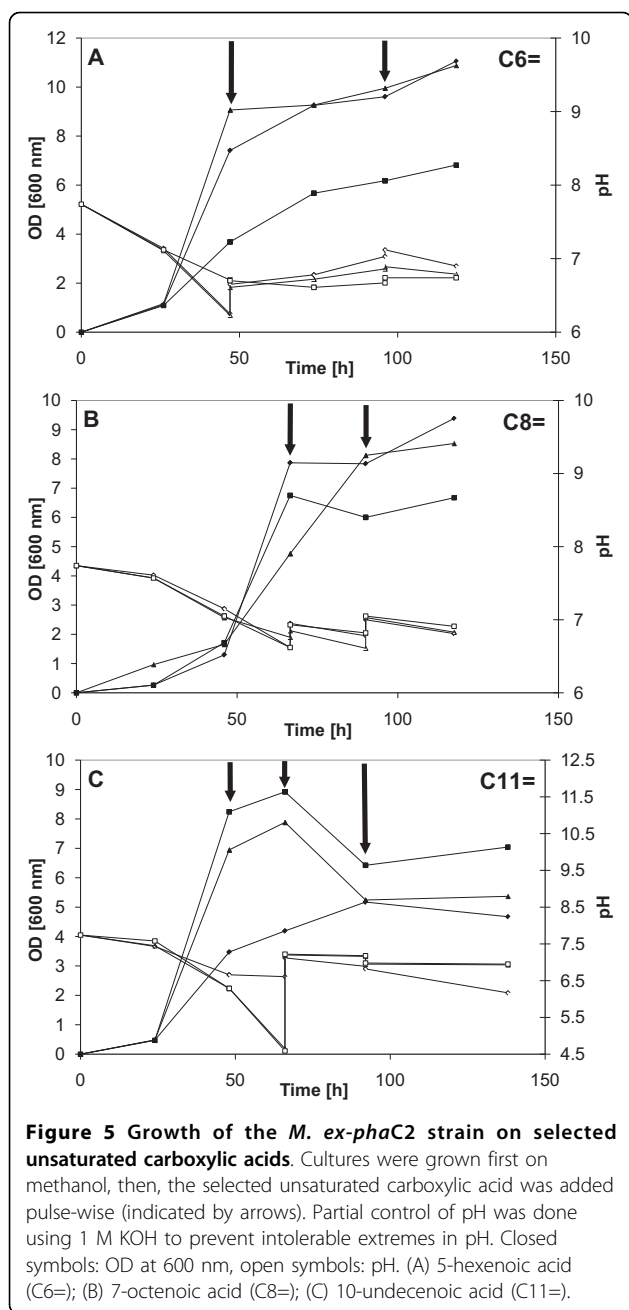 A
C6=
12
10
8
6
4
2
0
OD [600 nm]
10
9
8
7
6
pH
0
50
100
150
Time [h]
B
C8=
10
9
8
7
6
5
4
3
2
1
0
OD [600 nm]
10
9
8
7
6
pH
0
50
100
150
Time [h]
C
C11=
10
9
8
7
6
5
4
3
2
1
0
OD [600 nm]
12.5
11.5
10.5
9.5
8.5
7.5
6.5
5.5
4.5
pH
0
50
100
150
Time [h]
Figure 5 Growth of the M. ex-phaC2 strain on selected
unsaturated carboxylic acids. Cultures were grown first on
methanol, then, the selected unsaturated carboxylic acid was added
pulse-wise (indicated by arrows). Partial control of pH was done
using 1 M KOH to prevent intolerable extremes in pH. Closed
symbols: OD at 600 nm, open symbols: pH. (A) 5-hexenoic acid
(C6=); (B) 7-octenoic acid (C8=); (C) 10-undecenoic acid (C11=).